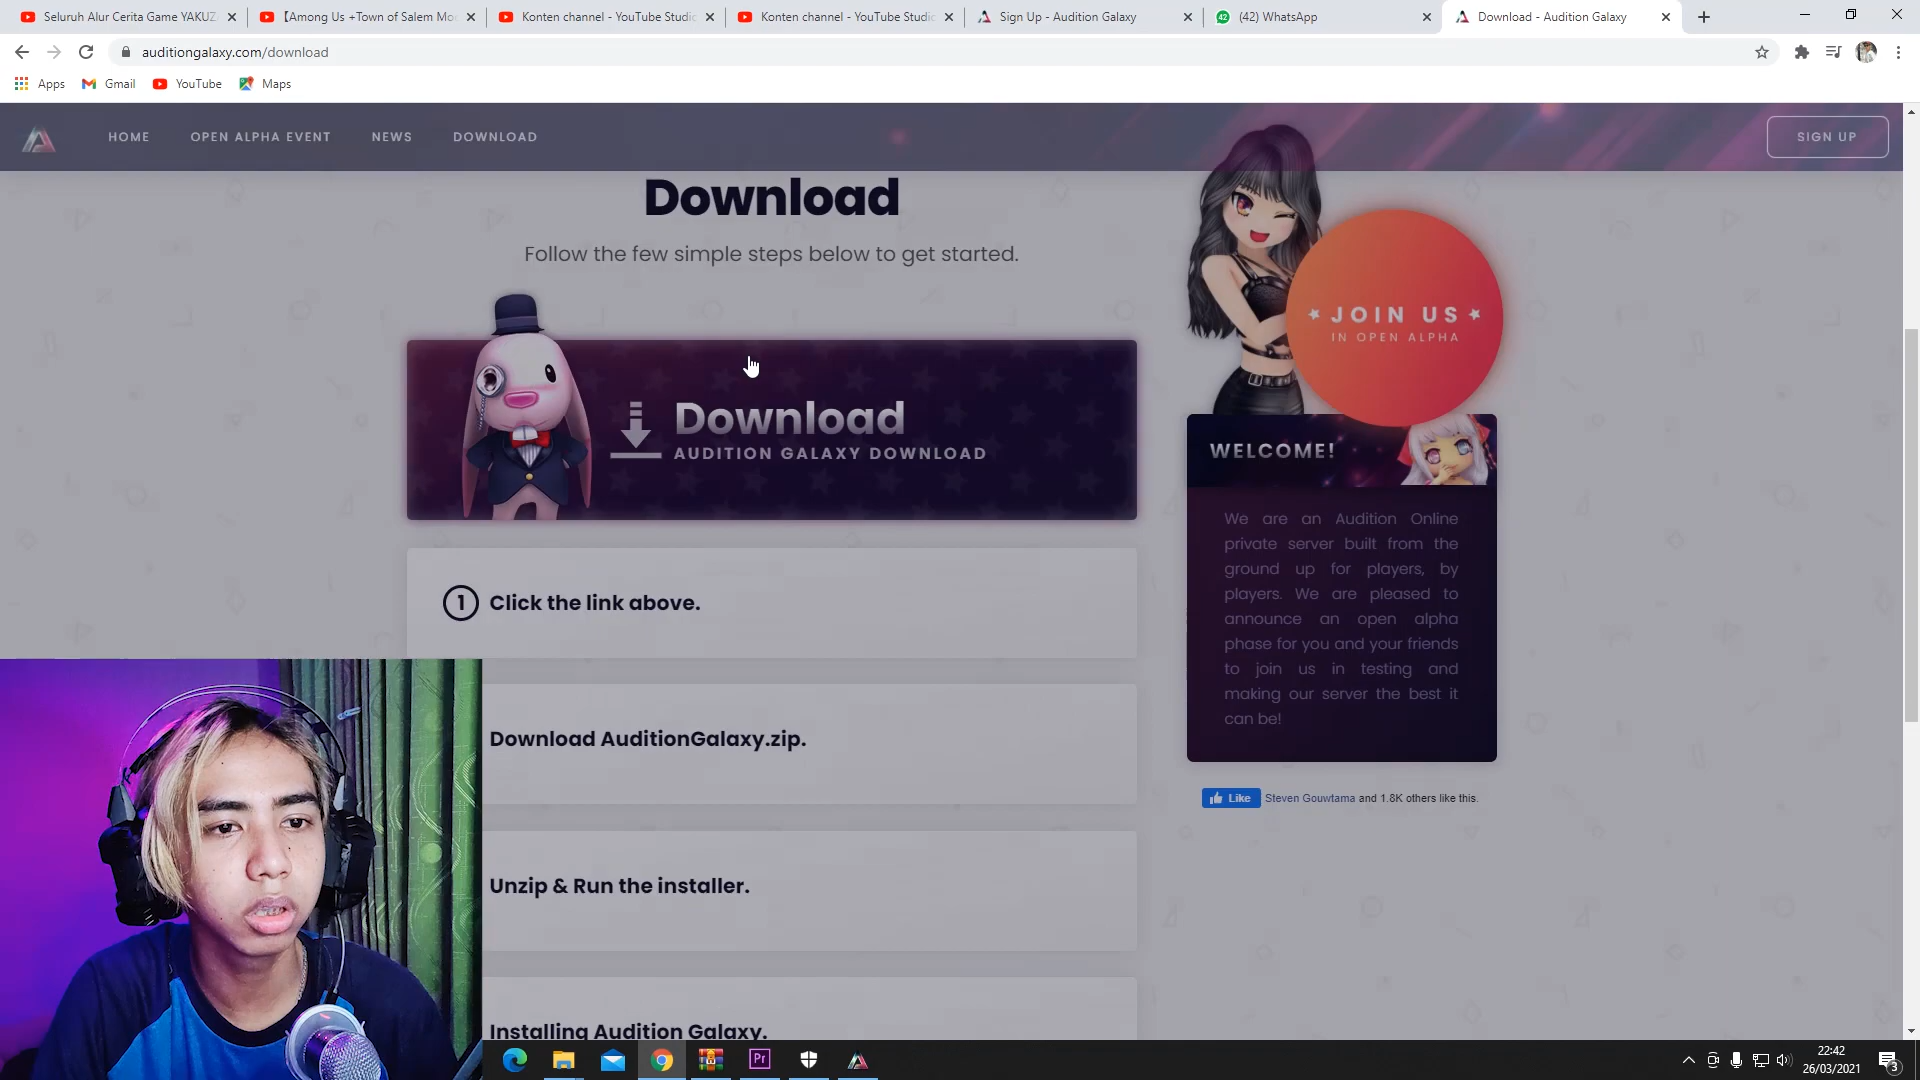 Seluruh Alur Cerita Game YAKUZ
【Among Us +Town of Salem Mo
Konten channel - YouTube Studi
Konten channel - YouTube Studi
Sign Up - Audition Galaxy
(42) WhatsApp
Download - Audition Galaxy
auditiongalaxy.com/download
Apps
Gmail
YouTube
Maps
HOME
OPEN ALPHA EVENT
NEWS
DOWNLOAD
SIGN UP
Download
Follow the few simple steps below to get started.
Download
AUDITION GALAXY DOWNLOAD
1 Click the link above.
Download AuditionGalaxy.zip.
Unzip & Run the installer.
Installing Audition Galaxy.
JOIN US
IN OPEN ALPHA
WELCOME!
We are an Audition Online
private server built from the
ground up for players, by
players. We are pleased to
announce an open alpha
phase for you and your friends
to join us in testing and
making our server the best it
can be!
Like
Steven Gouwtama and 1.8K others like this.
Pr
22:42
26/03/2021
3